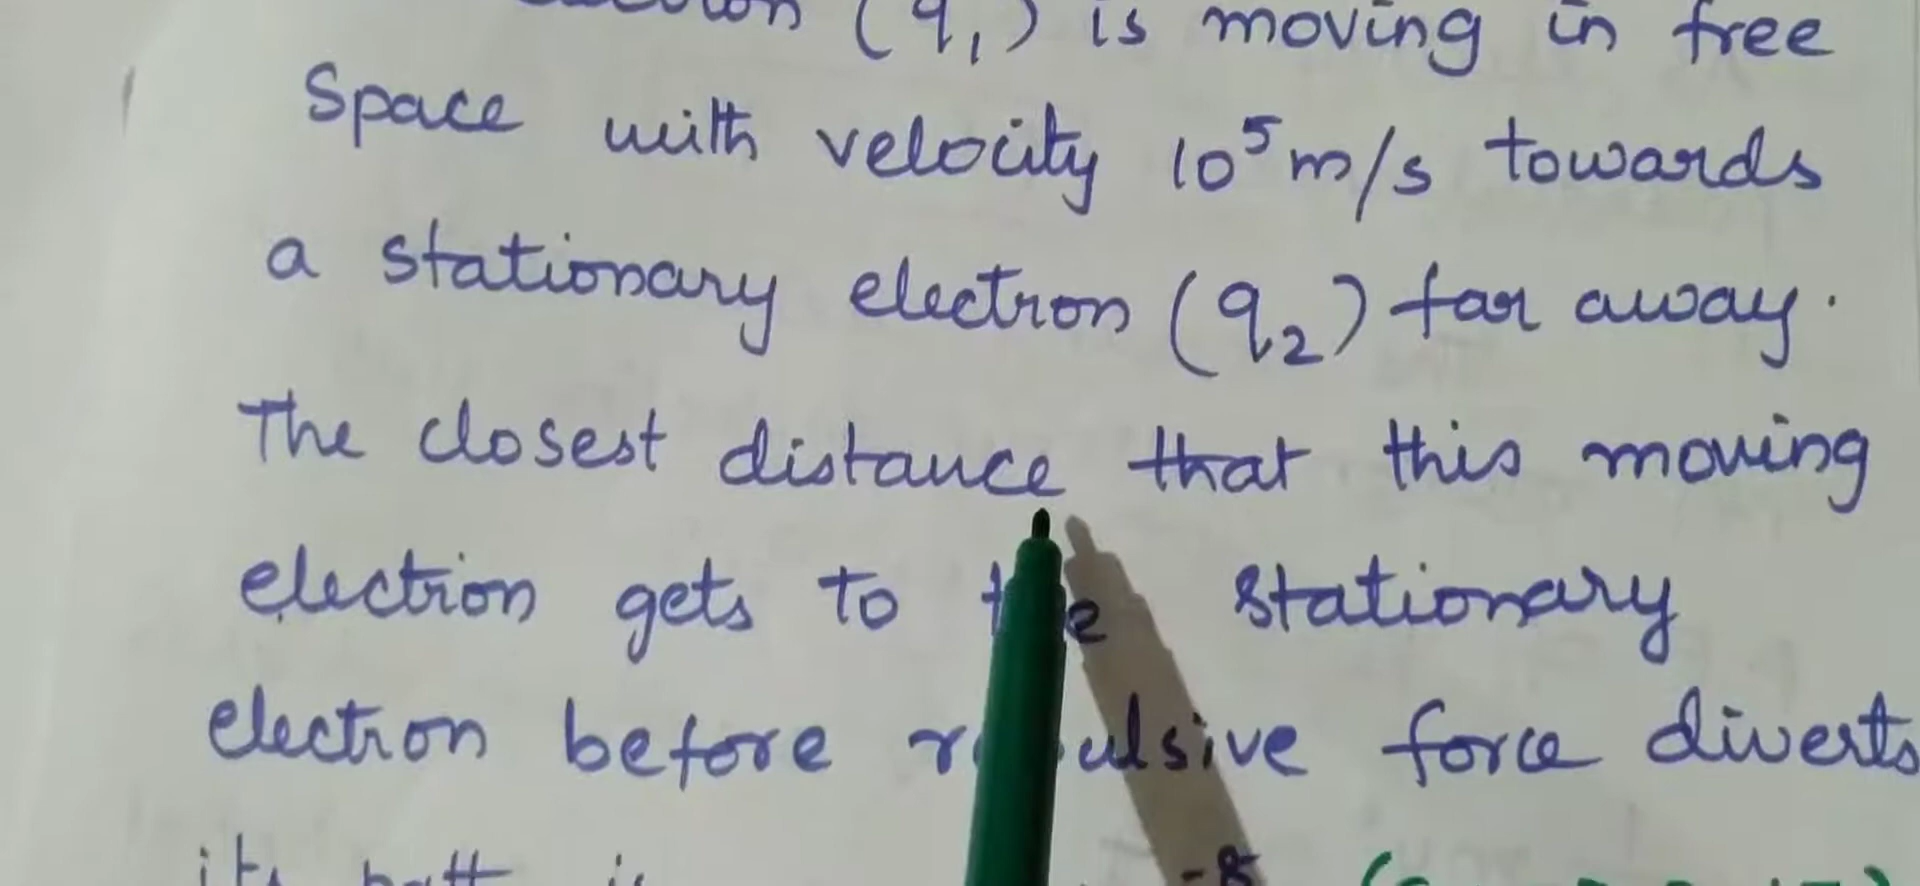 (q₁) is moving in free
Space with velocity 10⁵ m/s towards
a stationary electron (q₂) far away.
The closest distance that this moving
electron gets to stationary
electron before force diverts